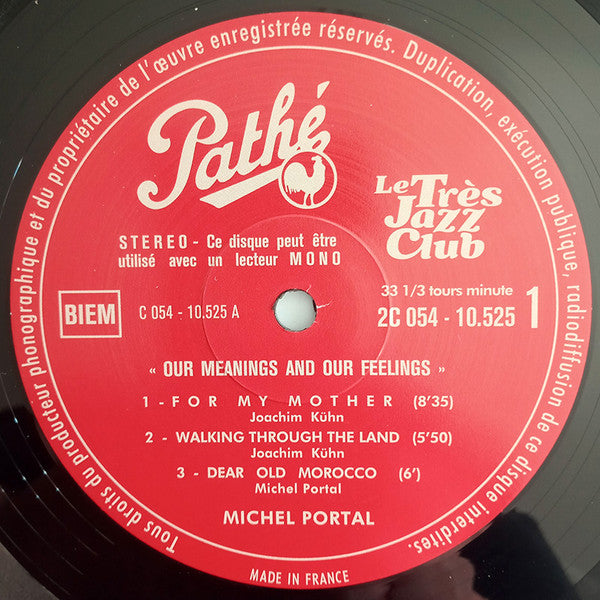 Tous droits du producteur phonographique et du propriétaire de l'œuvre enregistrée réservés. Duplication, exécution publique, radiodiffusion de ce disque interdites.
Pathé
Le Très
Jazz
Club
STEREO - Ce disque peut être
utilisé avec un lecteur MONO
BIEM
C 054 - 10.525 A
33 1/3 tours minute
2C 054 - 10.525 1
« OUR MEANINGS AND OUR FEELINGS »
1 - FOR MY MOTHER (8'35)
Joachim Kühn
2 - WALKING THROUGH THE LAND (5'50)
Joachim Kühn
3 - DEAR OLD MOROCCO (6')
Michel Portal
MICHEL PORTAL
MADE IN FRANCE